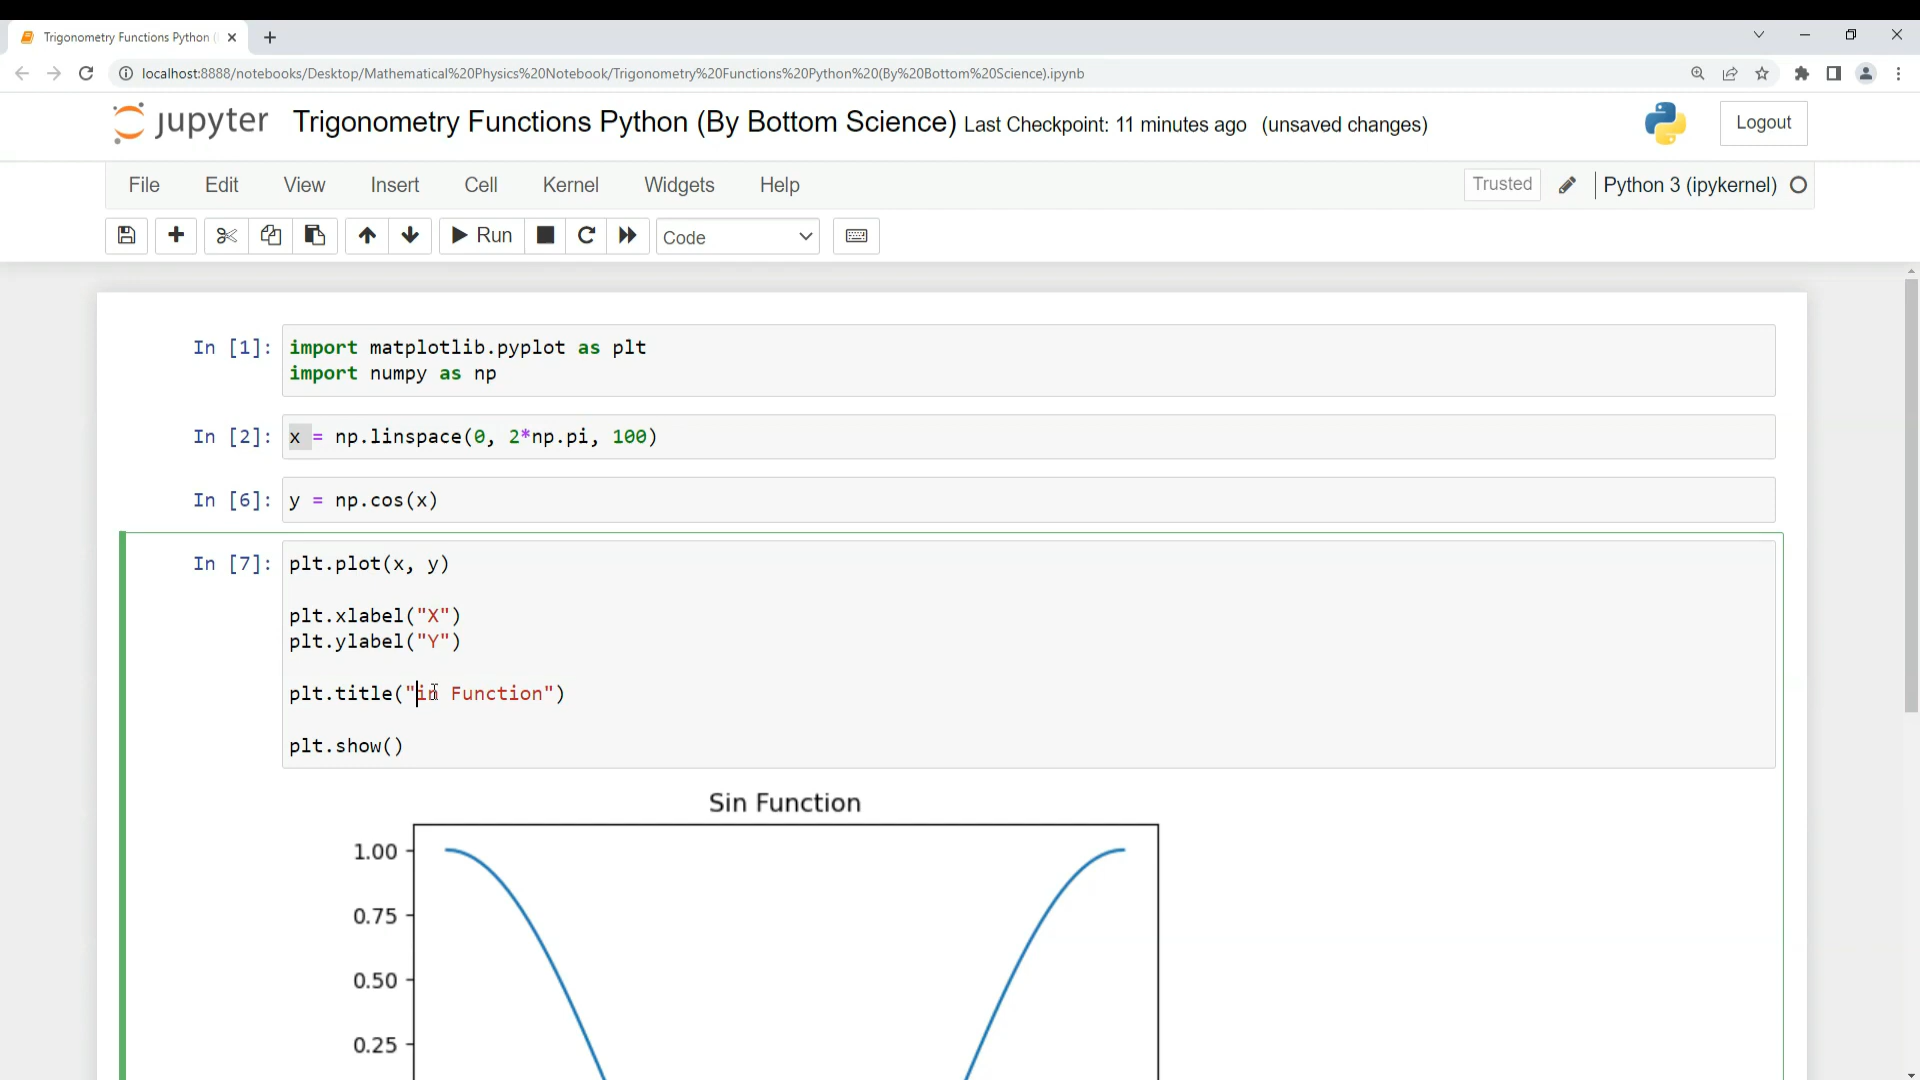 Trigonometry Functions Python (
localhost:8888/notebooks/Desktop/Mathematical%20Physics%20Notebook/Trigonometry%20Functions%20Python%20(By%20Bottom%20Science).ipynb
jupyter Trigonometry Functions Python (By Bottom Science) Last Checkpoint: 11 minutes ago (unsaved changes) Logout
File Edit View Insert Cell Kernel Widgets Help Trusted Python 3 (ipykernel)
Run Code
In [1]: import matplotlib.pyplot as plt
import numpy as np
In [2]: x = np.linspace(0, 2*np.pi, 100)
In [6]: y = np.cos(x)
In [7]: plt.plot(x, y)
plt.xlabel("X")
plt.ylabel("Y")
plt.title("in Function")
plt.show()
Sin Function
1.00
0.75
0.50
0.25